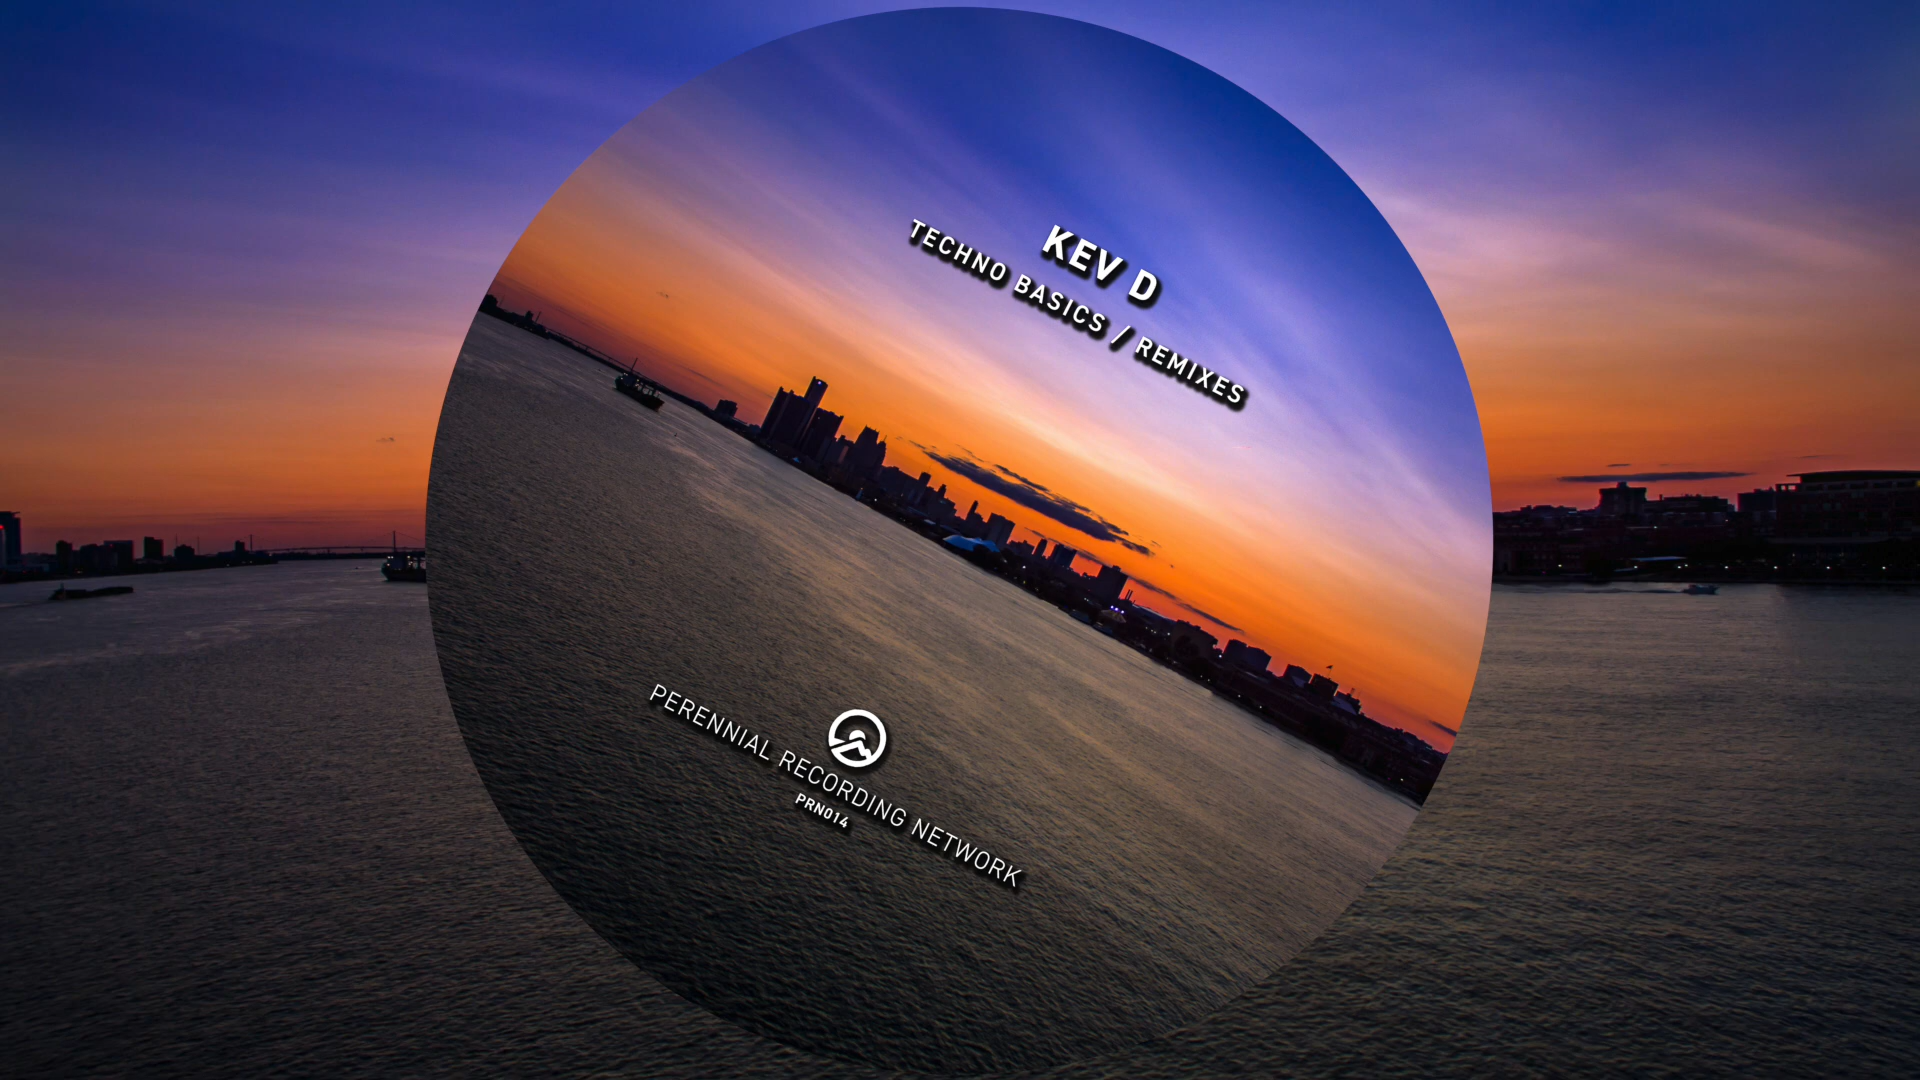 KEV D
TECHNO BASICS / REMIXES
PERENNIAL RECORDING NETWORK
PRN014